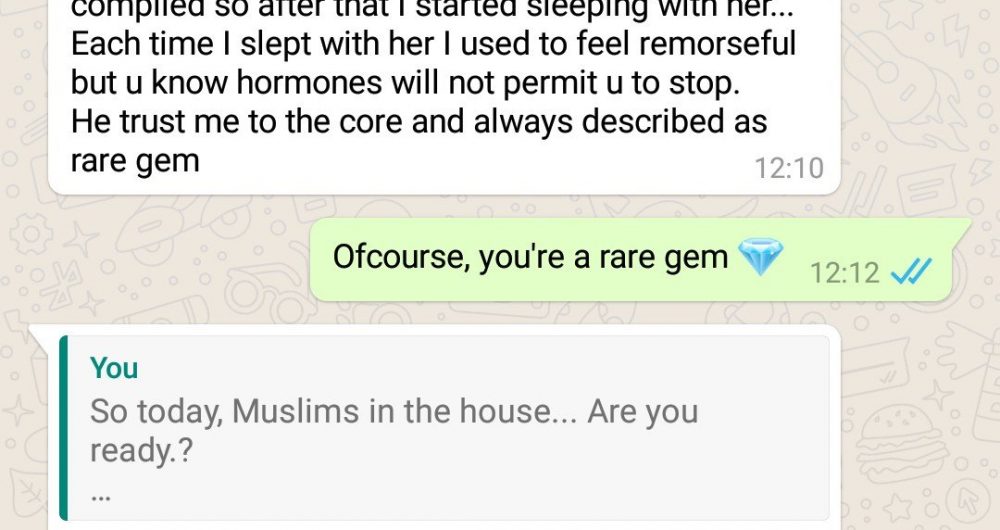 compiled so after that I started sleeping with her...
Each time I slept with her I used to feel remorseful
but u know hormones will not permit u to stop.
He trust me to the core and always described as
rare gem
12:10
Ofcourse, you're a rare gem 💎
12:12
You
So today, Muslims in the house... Are you
ready.?
...